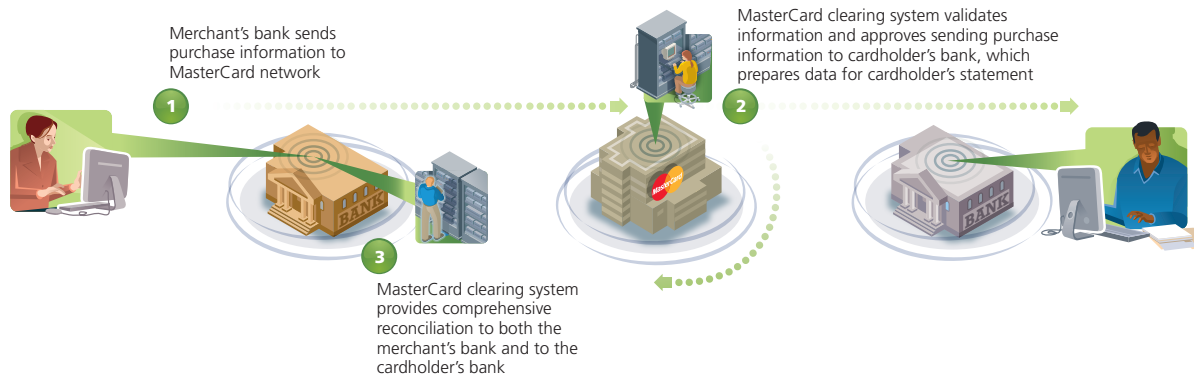 Merchant's bank sends
purchase information to
MasterCard network
1
MasterCard clearing system validates
information and approves sending purchase
information to cardholder's bank, which
prepares data for cardholder's statement
2
BANK
MasterCard
BANK
3
MasterCard clearing system
provides comprehensive
reconciliation to both the
merchant's bank and to the
cardholder's bank